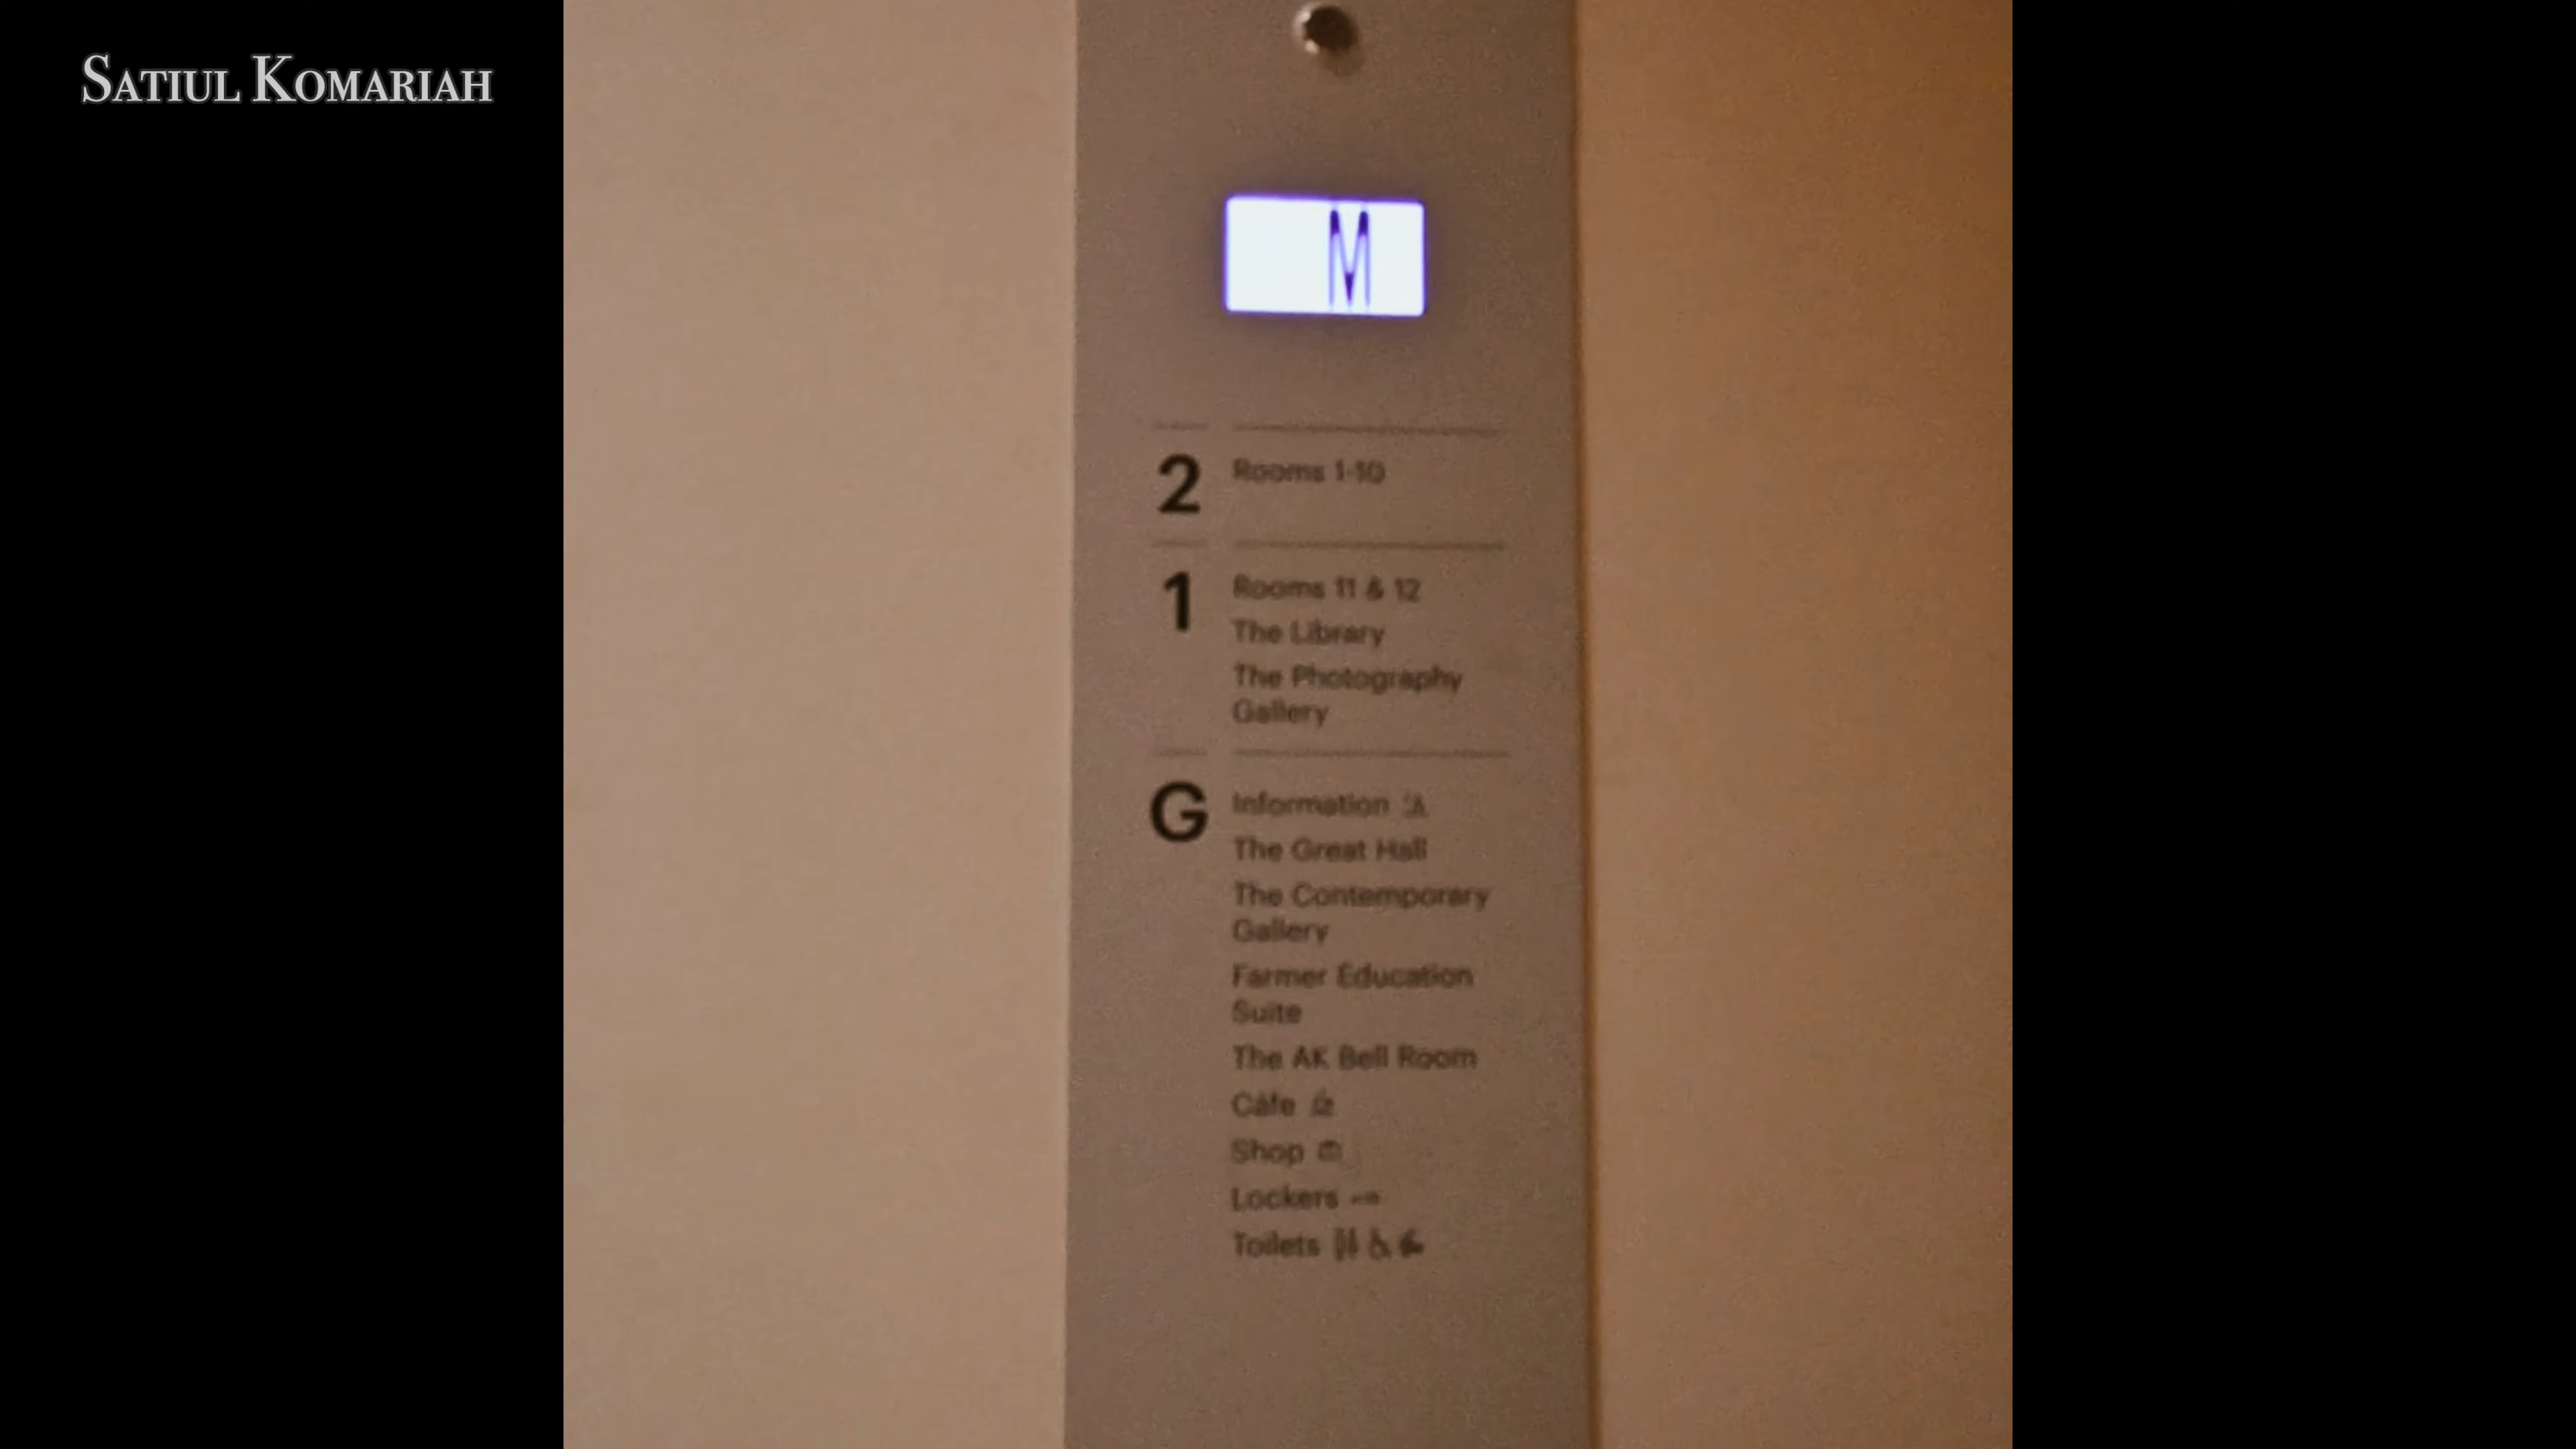 Satiul Komariah
M
2 Rooms 1-10
1 Rooms 11 & 12
The Library
The Photography
Gallery
G Information
The Great Hall
The Contemporary
Gallery
Farmer Education
Suite
The AK Bell Room
Cafe
Shop
Lockers
Toilets